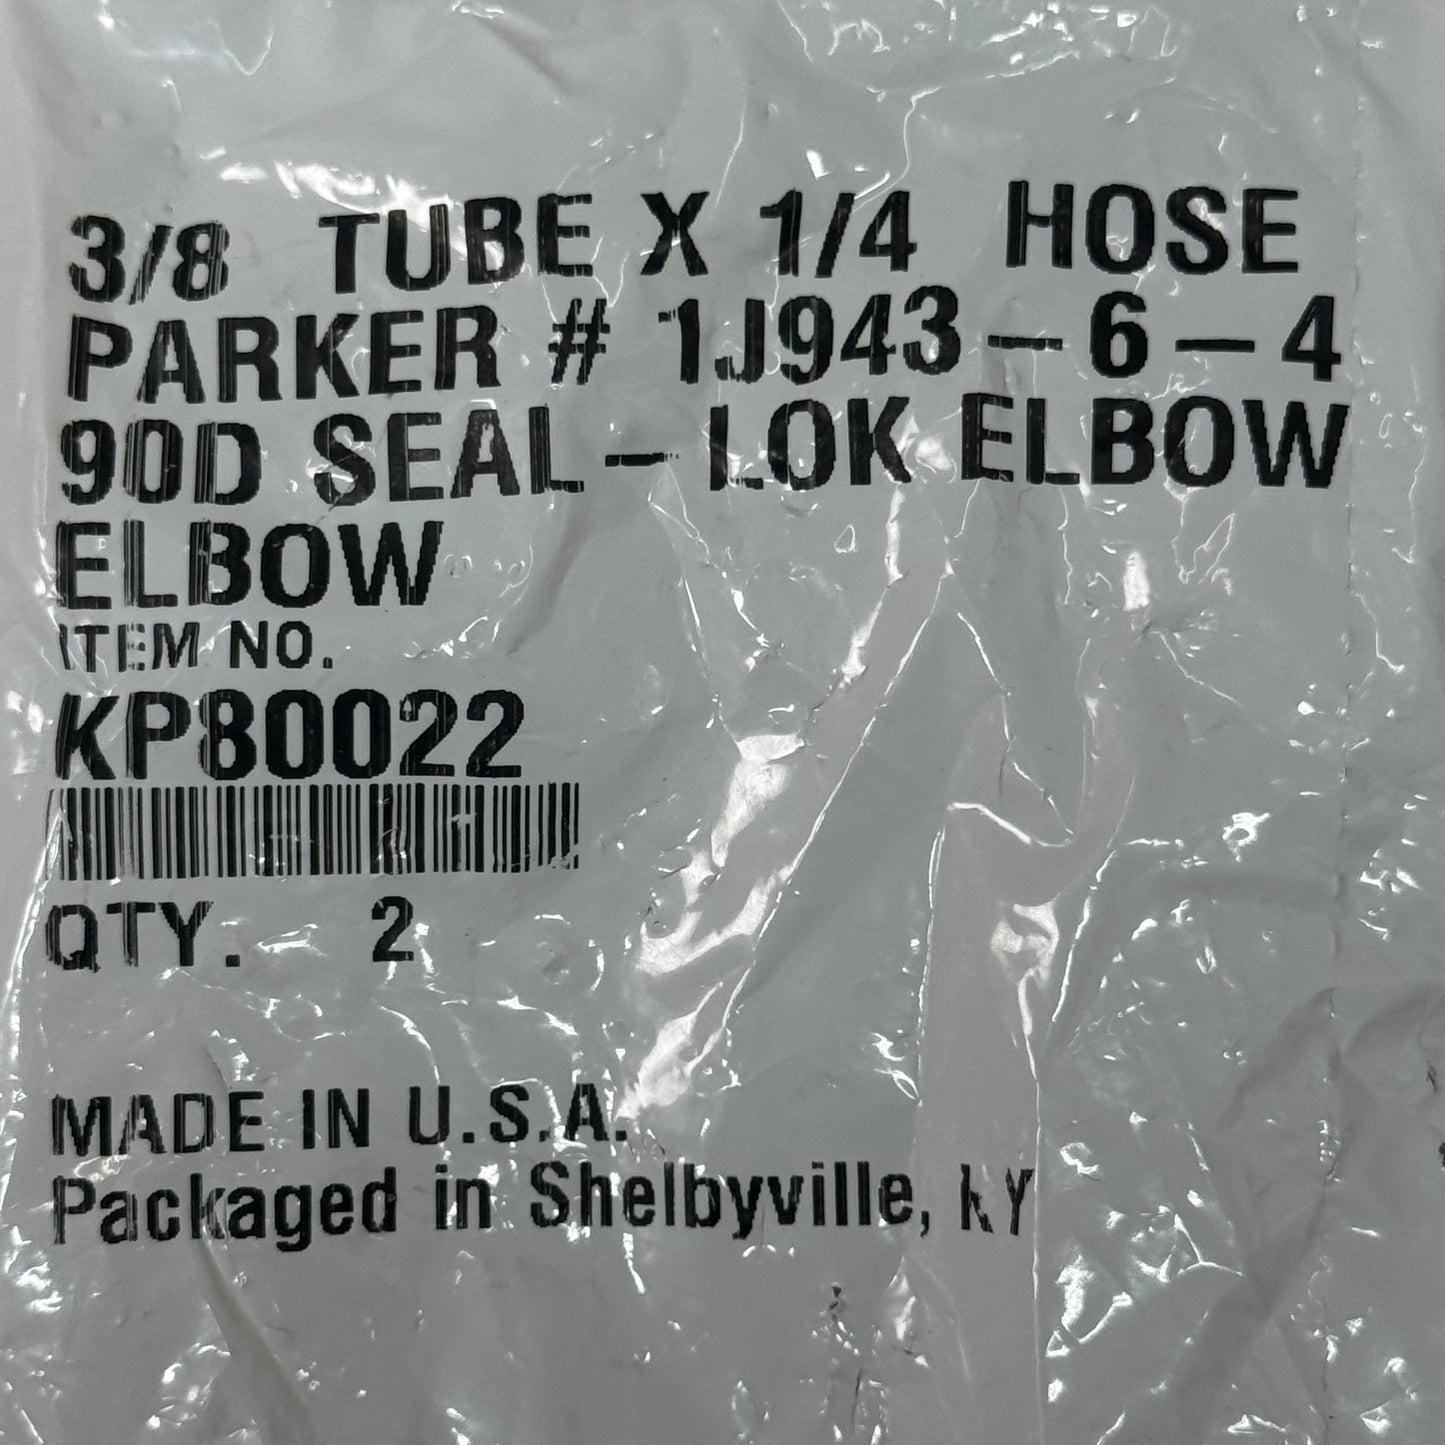 3/8 TUBE X 1/4 HOSE
PARKER # 1J943-6-4
90D SEAL-LOK ELBOW
ELBOW
ITEM NO.
KP80022
QTY. 2
MADE IN U.S.A.
Packaged in Shelbyville, KY